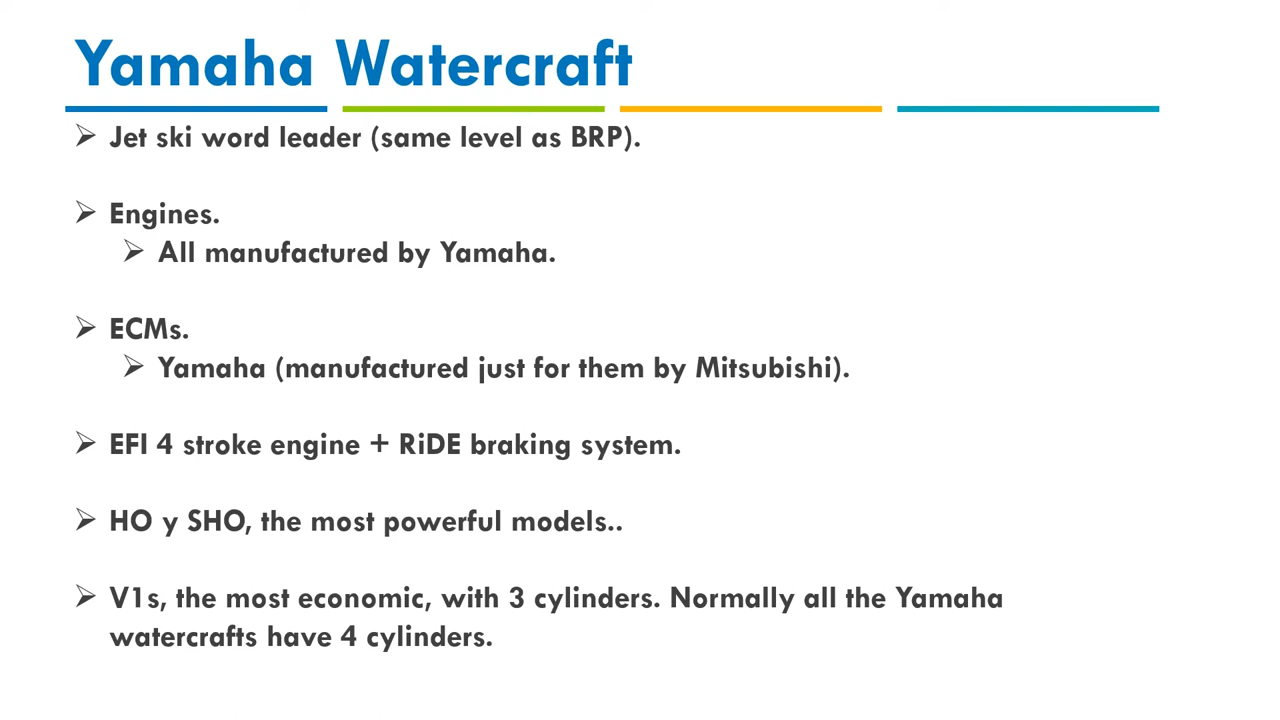 Yamaha Watercraft
Jet ski word leader (same level as BRP).
Engines.
All manufactured by Yamaha.
ECMs.
Yamaha (manufactured just for them by Mitsubishi).
EFI 4 stroke engine + RiDE braking system.
HO y SHO, the most powerful models..
V1s, the most economic, with 3 cylinders. Normally all the Yamaha
watercrafts have 4 cylinders.